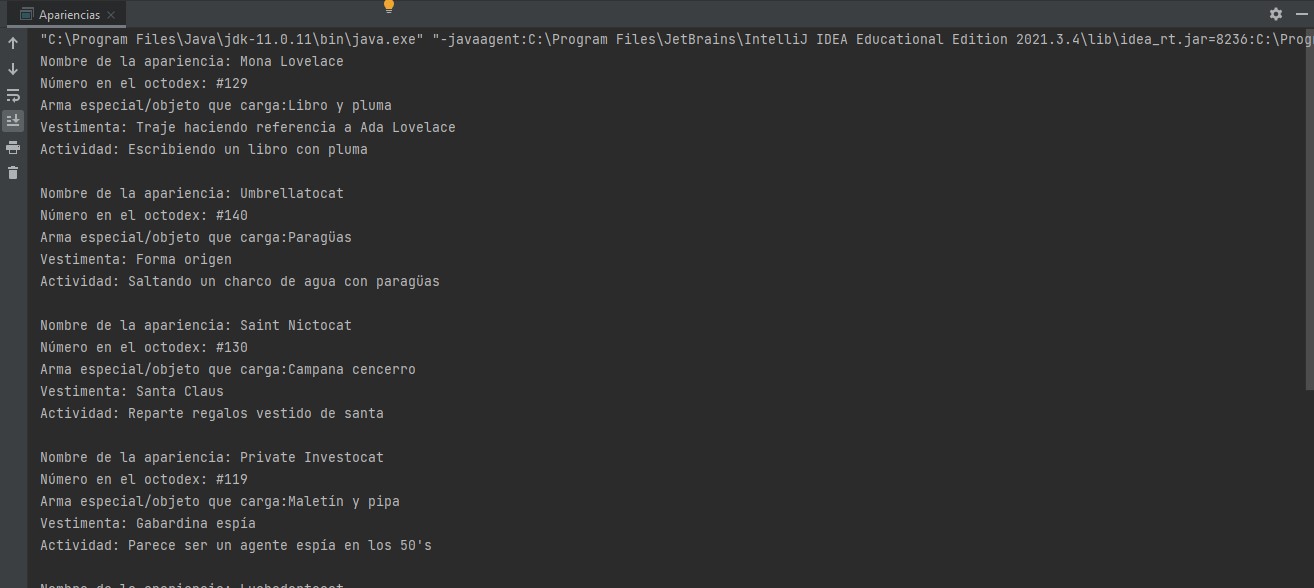 Apariencias
"C:\Program Files\Java\jdk-11.0.11\bin\java.exe" "-javaagent:C:\Program Files\JetBrains\IntelliJ IDEA Educational Edition 2021.3.4\lib\idea_rt.jar=8236:C:\Prog
Nombre de la apariencia: Mona Lovelace
Número en el octodex: #129
Arma especial/objeto que carga:Libro y pluma
Vestimenta: Traje haciendo referencia a Ada Lovelace
Actividad: Escribiendo un libro con pluma
Nombre de la apariencia: Umbrellatocat
Número en el octodex: #140
Arma especial/objeto que carga:Paragüas
Vestimenta: Forma origen
Actividad: Saltando un charco de agua con paragüas
Nombre de la apariencia: Saint Nictocat
Número en el octodex: #130
Arma especial/objeto que carga:Campana cencerro
Vestimenta: Santa Claus
Actividad: Reparte regalos vestido de santa
Nombre de la apariencia: Private Investocat
Número en el octodex: #119
Arma especial/objeto que carga:Maletín y pipa
Vestimenta: Gabardina espía
Actividad: Parece ser un agente espía en los 50's
Nombre de la apariencia: